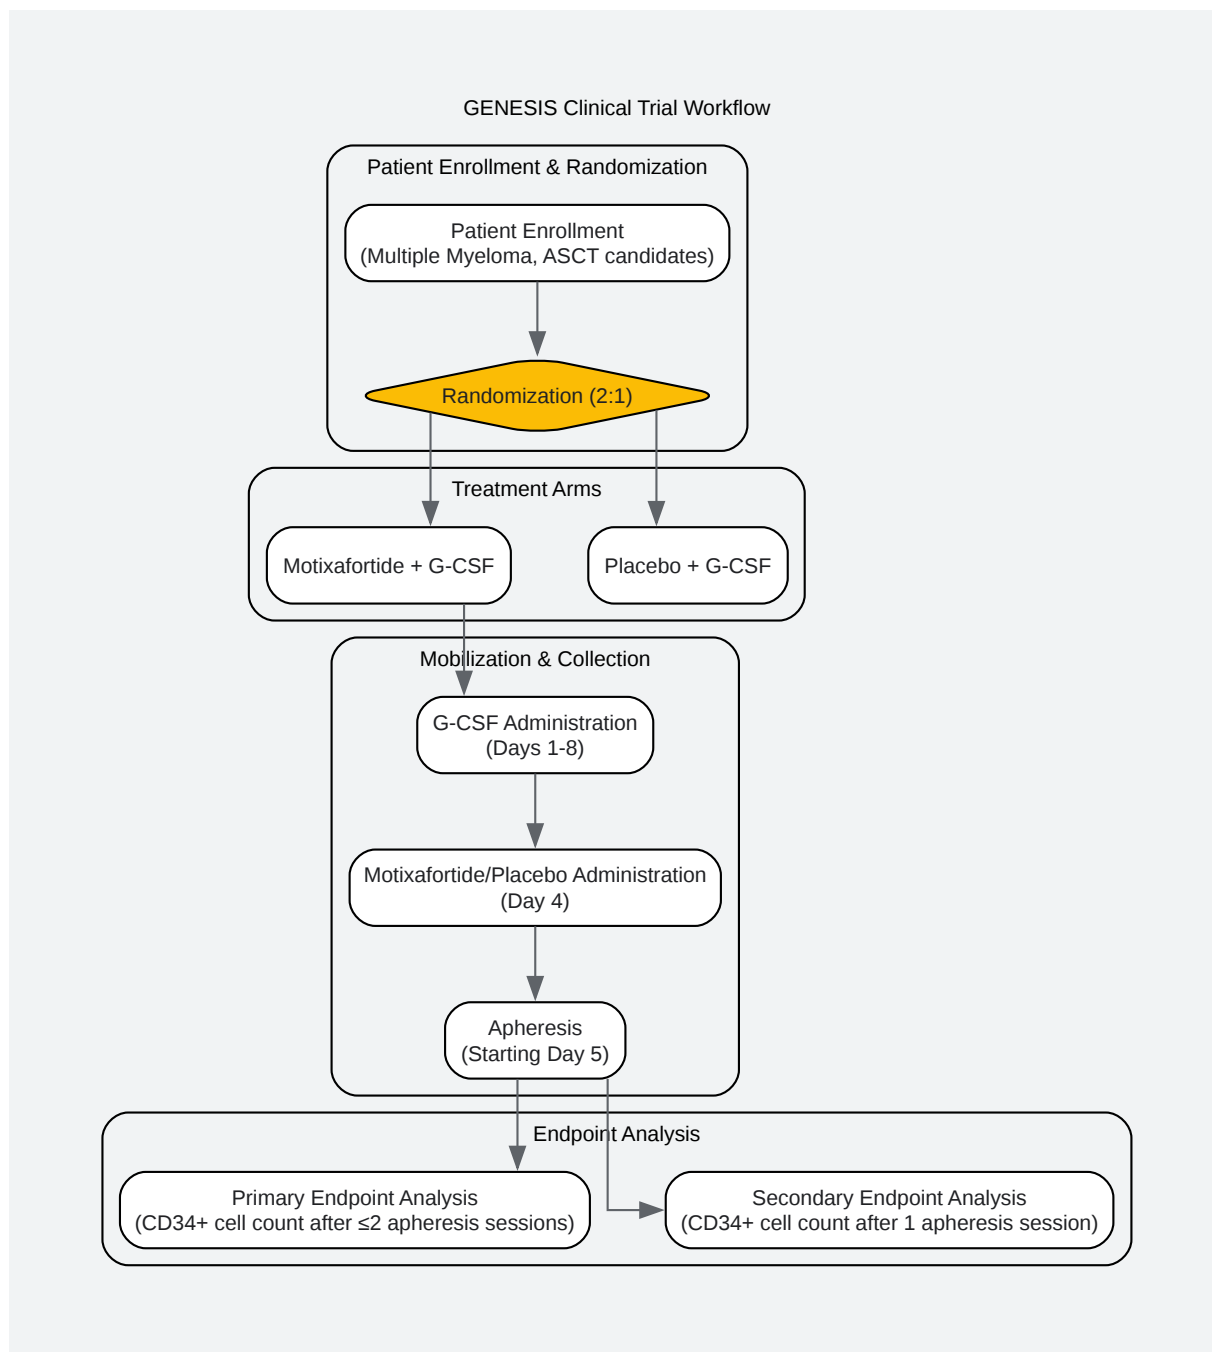 GENESIS Clinical Trial Workflow
Patient Enrollment & Randomization
Patient Enrollment
(Multiple Myeloma, ASCT candidates)
Randomization (2:1)
Treatment Arms
Motixafortide + G-CSF
Placebo + G-CSF
Mobilization & Collection
G-CSF Administration
(Days 1-8)
Motixafortide/Placebo Administration
(Day 4)
Apheresis
(Starting Day 5)
Endpoint Analysis
Primary Endpoint Analysis
(CD34+ cell count after ≤2 apheresis sessions)
Secondary Endpoint Analysis
(CD34+ cell count after 1 apheresis session)